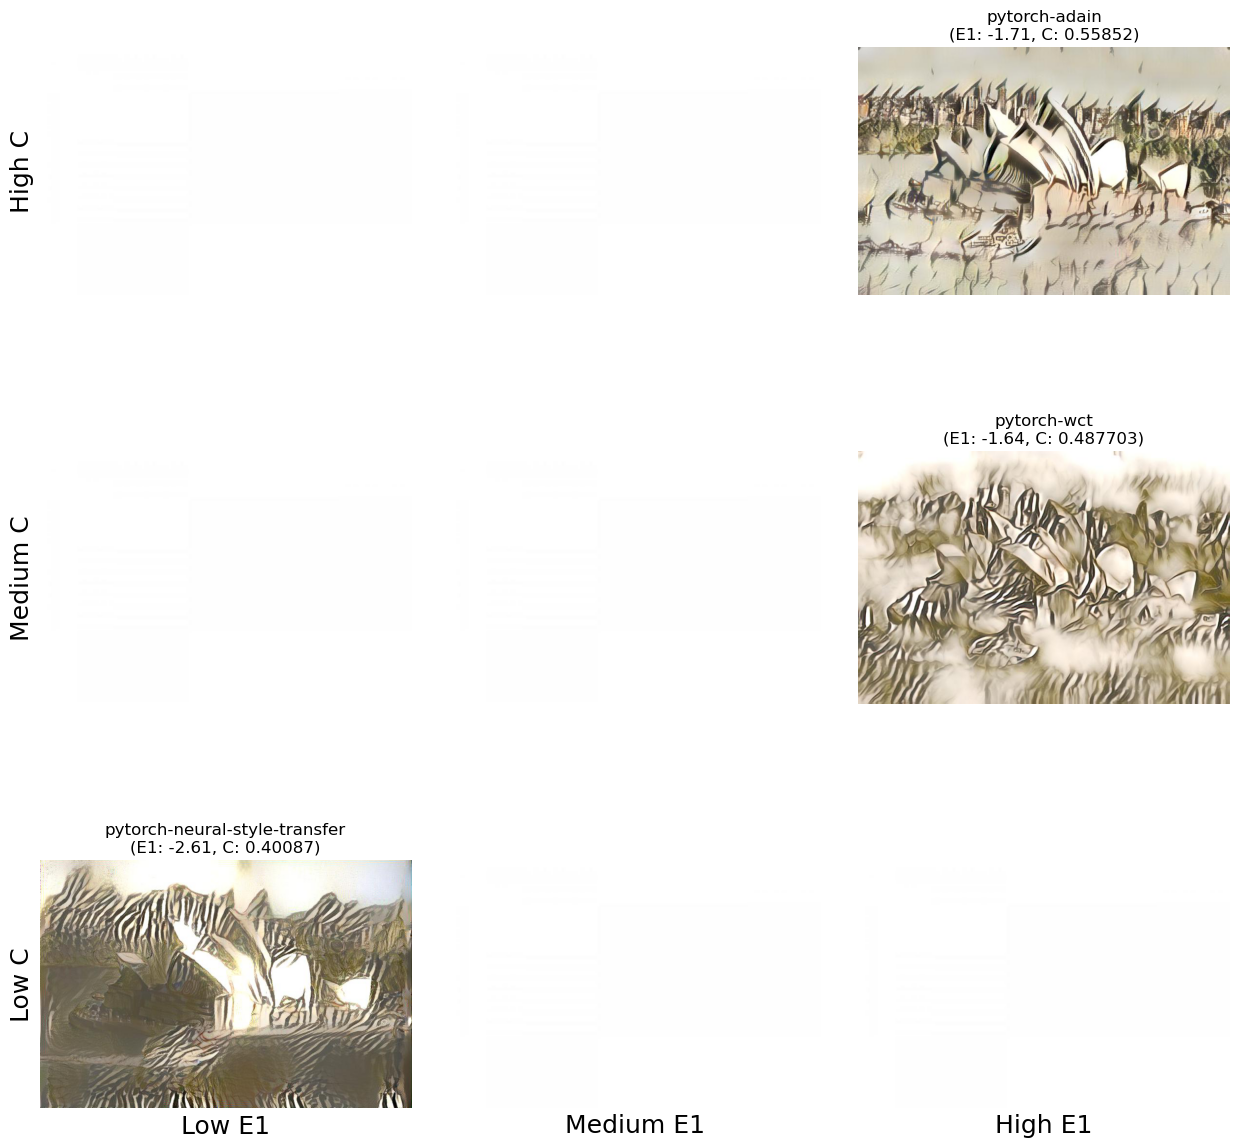 pytorch-adain
(E1: -1.71, C: 0.55852)
High C
pytorch-wct
(E1: -1.64, C: 0.487703)
Medium C
pytorch-neural-style-transfer
(E1: -2.61, C: 0.40087)
Low C
Low E1
Medium E1
High E1